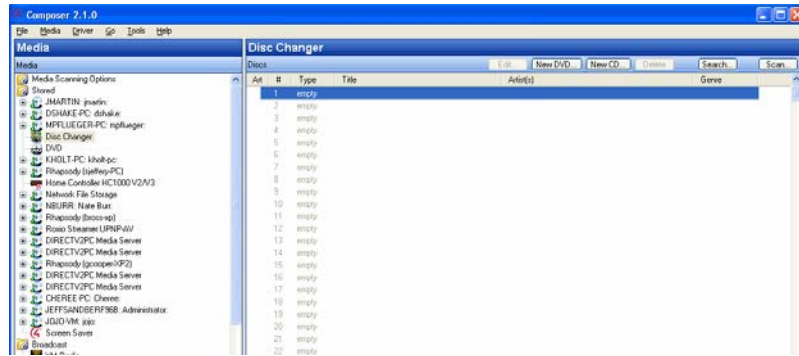 Composer 2.1.0
File Media Driver Go Tools Help
Media
Disc Changer
Media
Discs
Edit... New DVD... New CD... Delete Search... Scan...
Media Scanning Options
Stored
JMARTIN: jmartin:
DSHAKE-PC: dshake:
MPFLUEGER-PC: mpflueger:
Disc Changer
DVD
KHOLT-PC: kholt-pc:
Rhapsody (sjeffery-PC)
Home Controller HC1000 V2/V3
Network File Storage
NBURR: Nate Burr:
Rhapsody (bross-xp)
Roxio Streamer:UPNP-AV
DIRECTV2PC Media Server
DIRECTV2PC Media Server
Rhapsody (gcooper-XP2)
DIRECTV2PC Media Server
DIRECTV2PC Media Server
CHEREE-PC: Cheree:
JEFFSANDBERF96B: Administrator:
JOJO-VM: jojo:
Screen Saver
Broadcast
XM Radio
Art # Type Title Artist(s) Genre
1 empty
2 empty
3 empty
4 empty
5 empty
6 empty
7 empty
8 empty
9 empty
10 empty
11 empty
12 empty
13 empty
14 empty
15 empty
16 empty
17 empty
18 empty
19 empty
20 empty
21 empty
22 empty